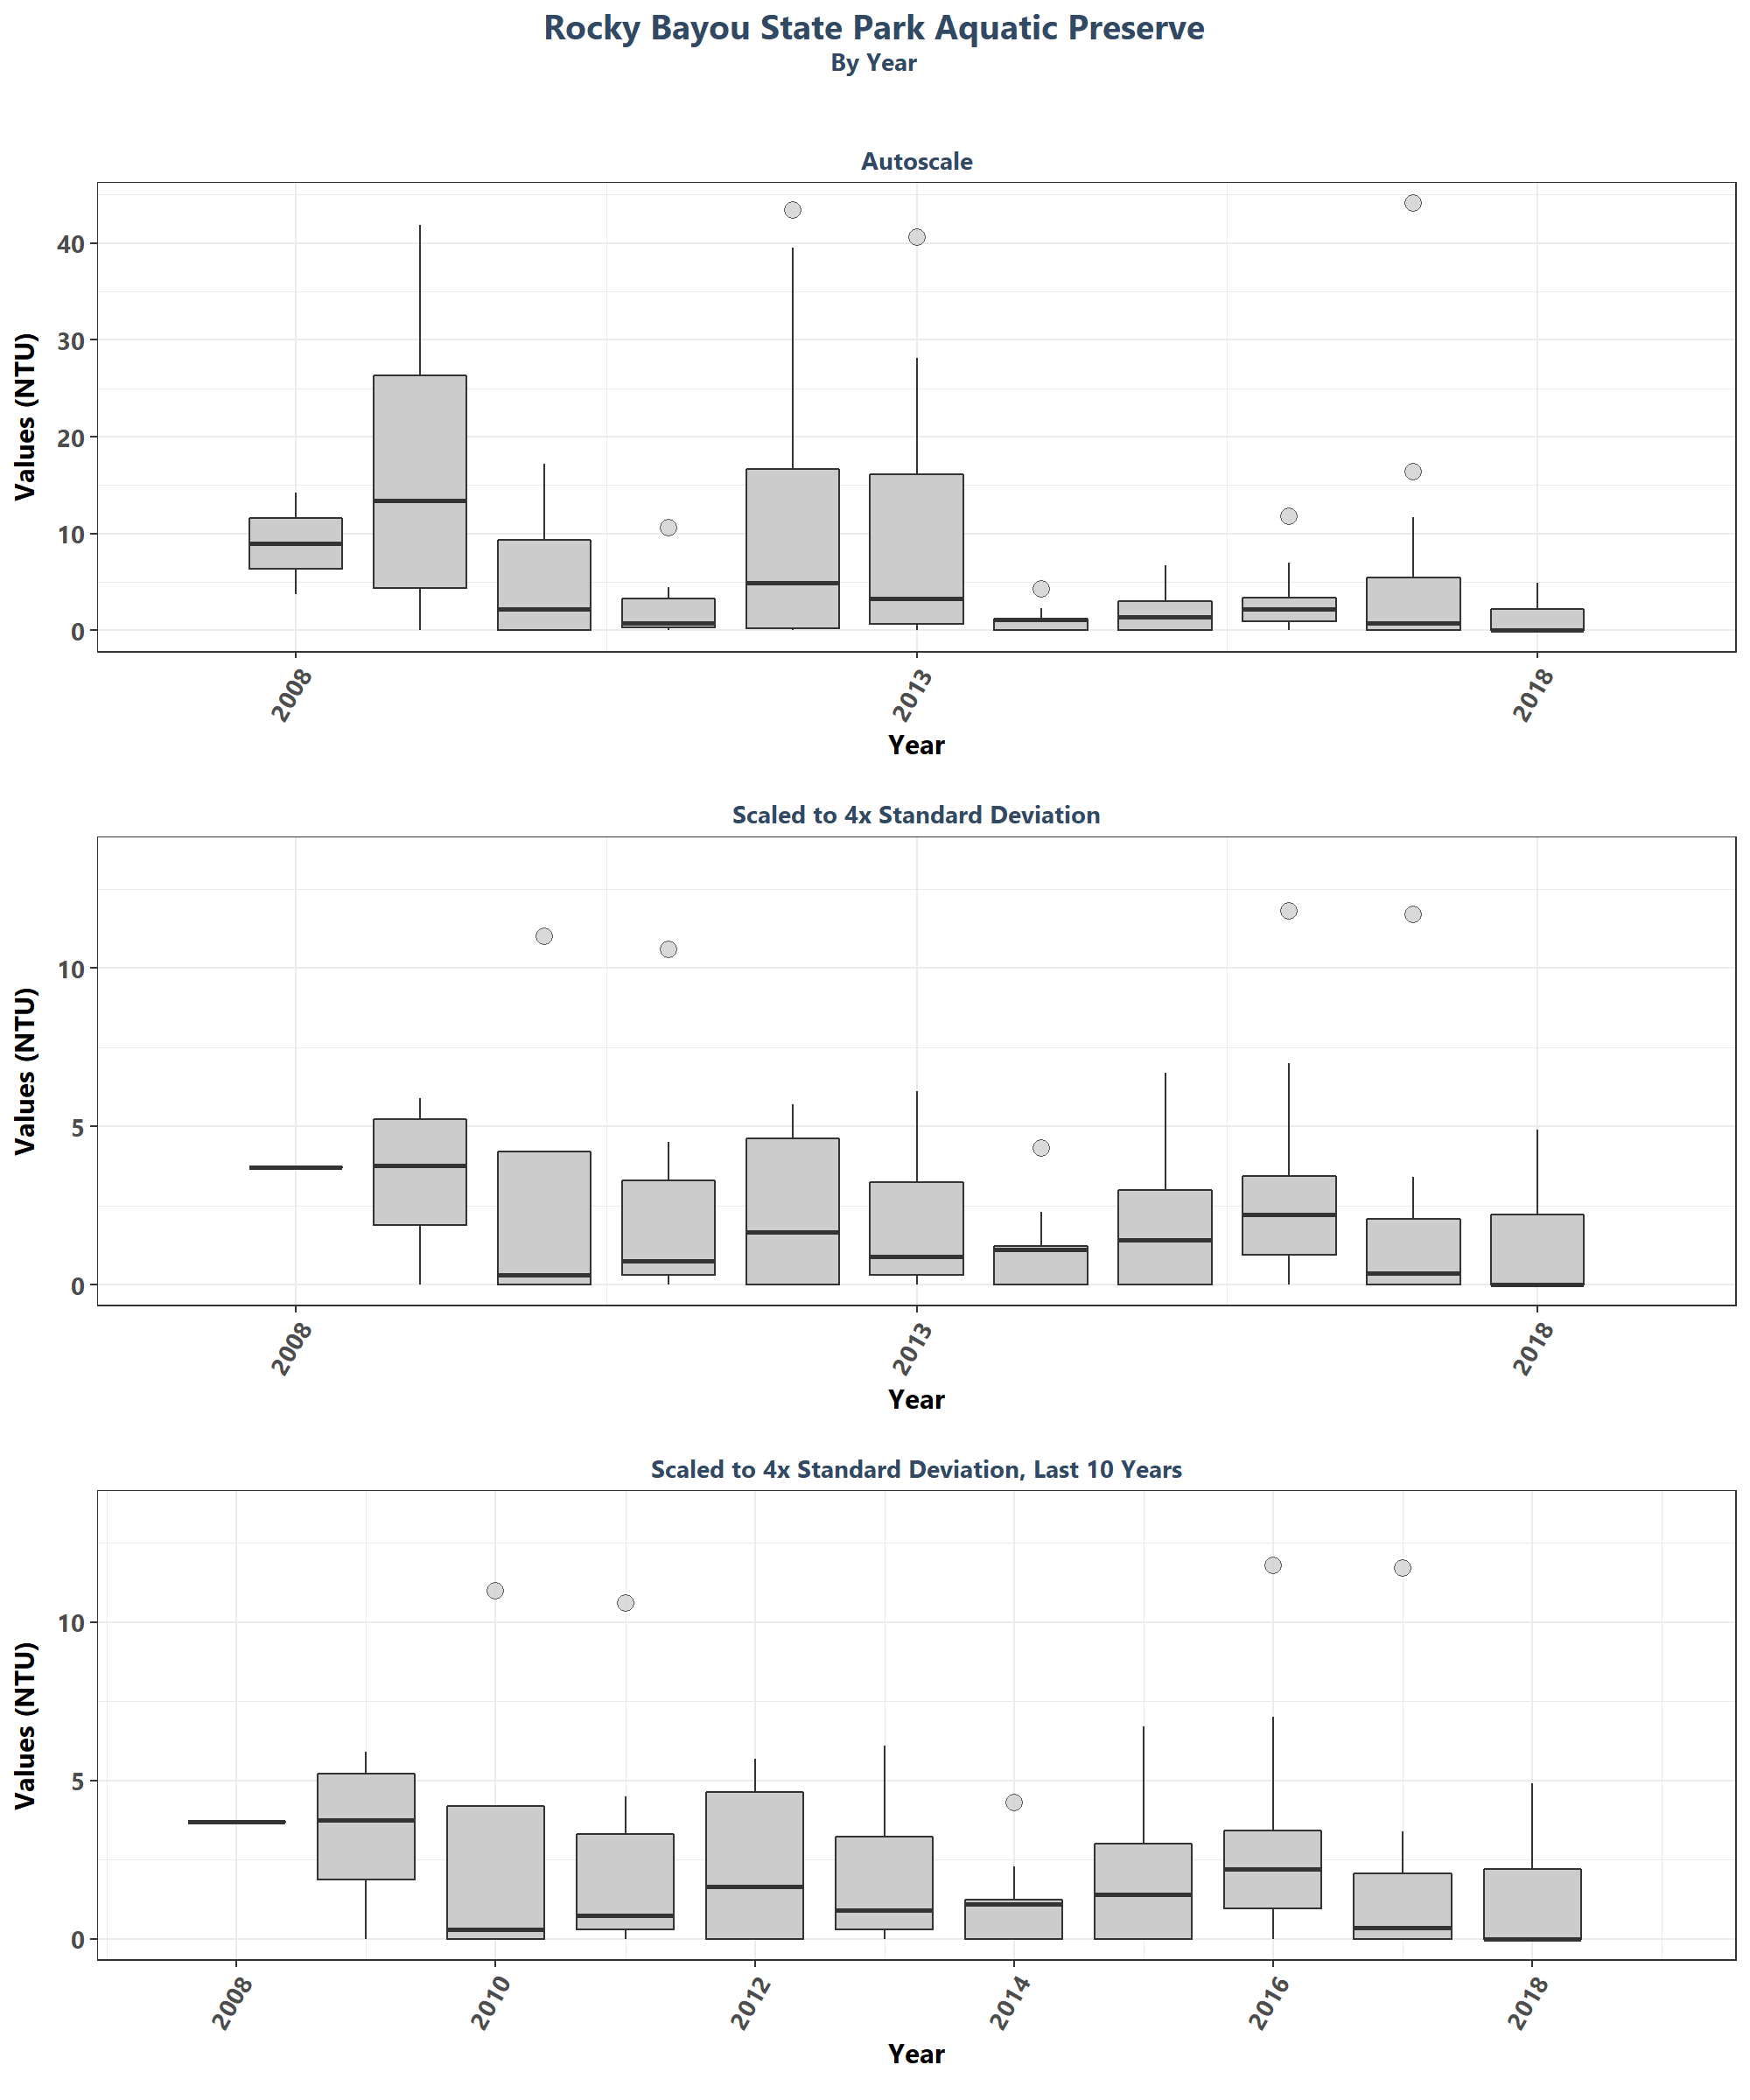 Rocky Bayou State Park Aquatic Preserve
By Year
Autoscale
Values (NTU)
40
30
20
10
0
2008
2013
2018
Year
Scaled to 4x Standard Deviation
Values (NTU)
10
5
0
2008
2013
2018
Year
Scaled to 4x Standard Deviation, Last 10 Years
Values (NTU)
10
5
0
2008
2010
2012
2014
2016
2018
Year